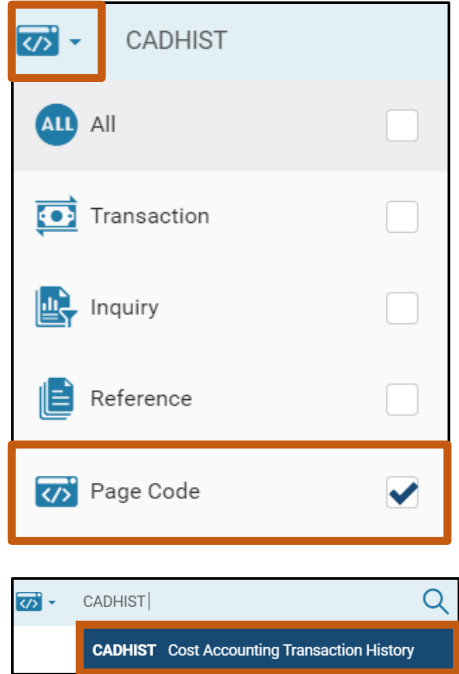 CADHIST
ALL All
Transaction
Inquiry
Reference
</> Page Code
CADHIST
CADHIST Cost Accounting Transaction History